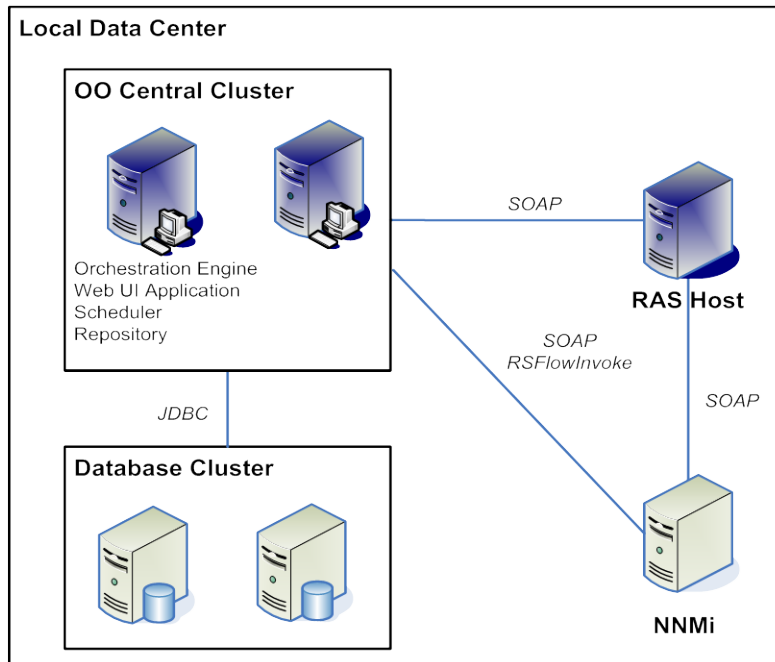 Local Data Center
OO Central Cluster
Orchestration Engine
Web UI Application
Scheduler
Repository
SOAP
RAS Host
SOAP
RSFlowInvoke
SOAP
JDBC
Database Cluster
NNMi